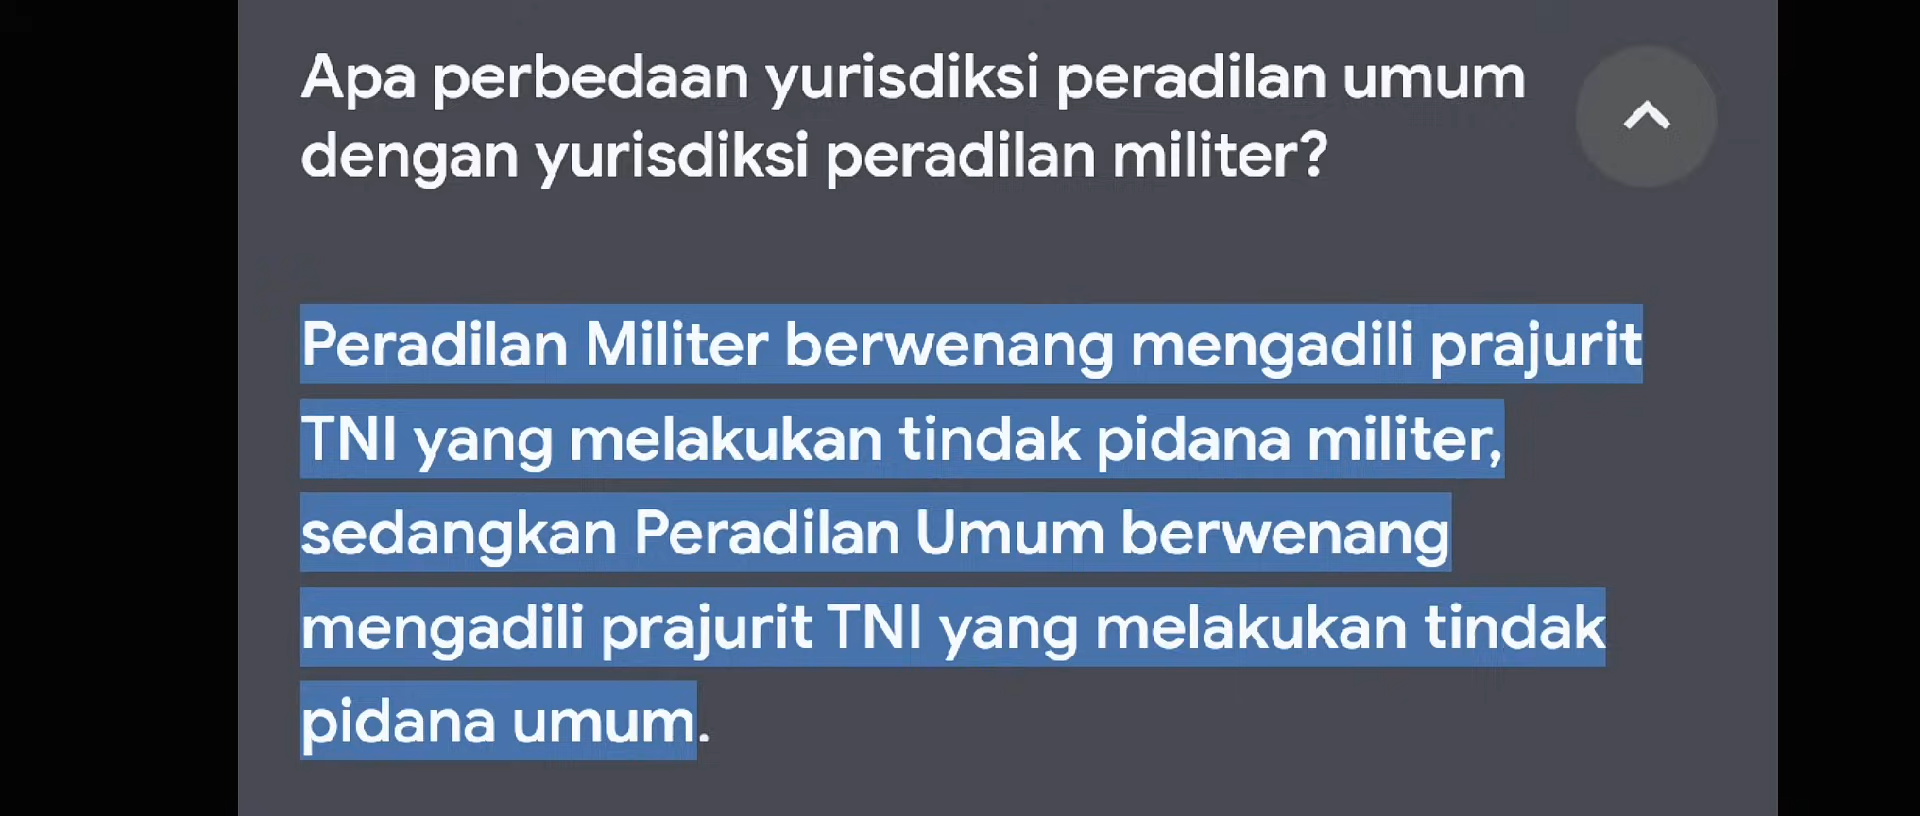 Apa perbedaan yurisdiksi peradilan umum
dengan yurisdiksi peradilan militer?
Peradilan Militer berwenang mengadili prajurit
TNI yang melakukan tindak pidana militer,
sedangkan Peradilan Umum berwenang
mengadili prajurit TNI yang melakukan tindak
pidana umum.